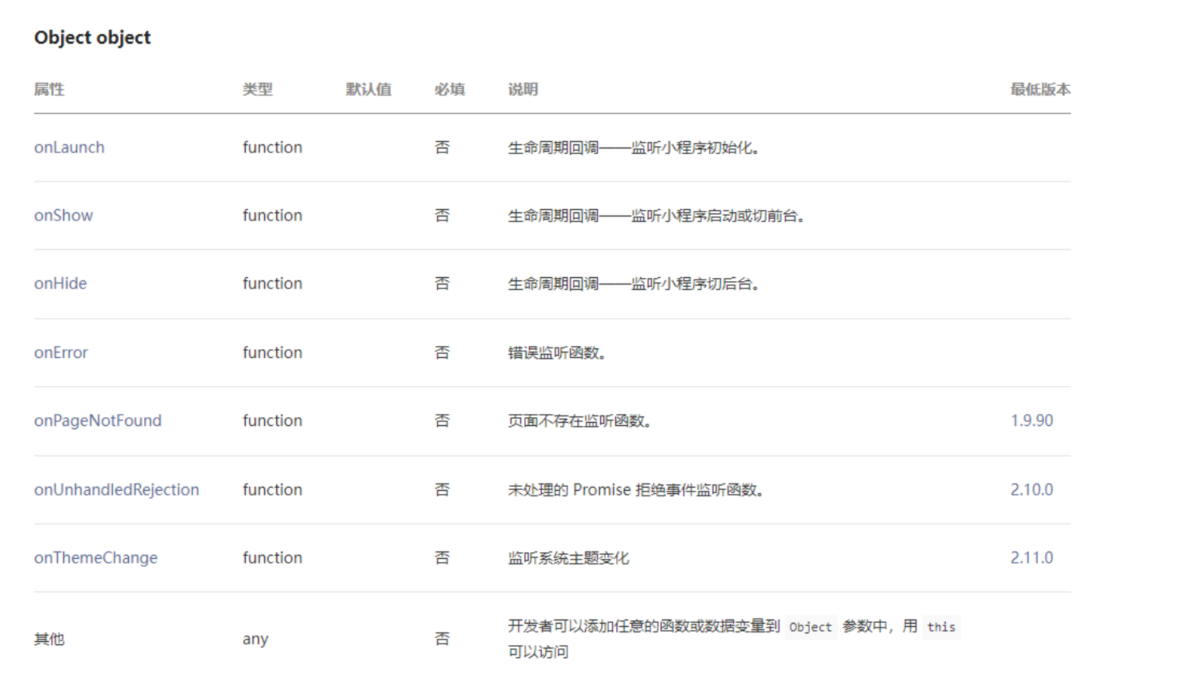 Object object
属性 类型 默认值 必填 说明 最低版本
onLaunch function 否 生命周期回调——监听小程序初始化。
onShow function 否 生命周期回调——监听小程序启动或切前台。
onHide function 否 生命周期回调——监听小程序切后台。
onError function 否 错误监听函数。
onPageNotFound function 否 页面不存在监听函数。 1.9.90
onUnhandledRejection function 否 未处理的 Promise 拒绝事件监听函数。 2.10.0
onThemeChange function 否 监听系统主题变化 2.11.0
其他 any 否 开发者可以添加任意的函数或数据变量到 Object 参数中，用 this
可以访问